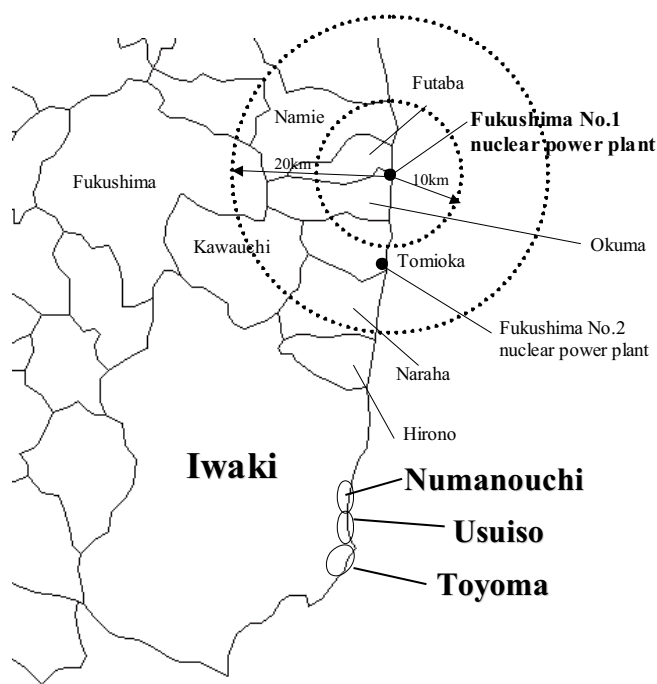 Futaba
Namie
Fukushima No.1
nuclear power plant
20km
10km
Fukushima
Kawauchi
Okuma
Tomioka
Fukushima No.2
nuclear power plant
Naraha
Hirono
Iwaki
Numanouchi
Usuiso
Toyoma